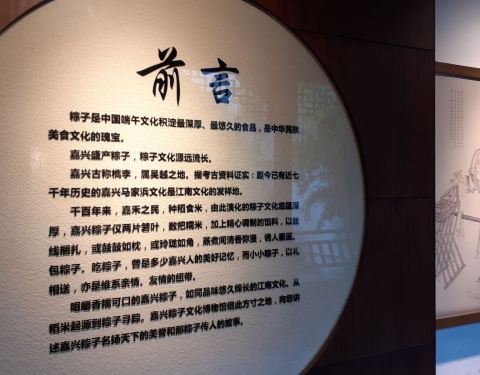 前言
粽子是中国端午文化积淀最深厚、最悠久的食品，是中华民族
美食文化的瑰宝。
嘉兴盛产粽子，粽子文化源远流长。
嘉兴古称槜李，属吴越之地。据考古资料证实：距今已有近七
千年历史的嘉兴马家浜文化是江南文化的发祥地。
千百年来，嘉禾之民，种稻食米，由此演化的粽子文化底蕴深
厚，嘉兴粽子仅两片箬叶，数把糯米，加上精心调制的馅料，以丝
线捆扎，或鼓鼓如枕，或玲珑如角，蒸煮间清香弥漫，诱人垂涎。
包粽子、吃粽子，曾是多少嘉兴人的美好记忆，而小小粽子，以礼
相送，亦是维系亲情、友情的纽带。
咀嚼香糯可口的嘉兴粽子，如同品味悠久绵长的江南文化。从
稻米起源到粽子寻踪，嘉兴粽子文化博物馆借此方寸之地，向您讲
述嘉兴粽子名扬天下的美誉和那粽子传人的故事。